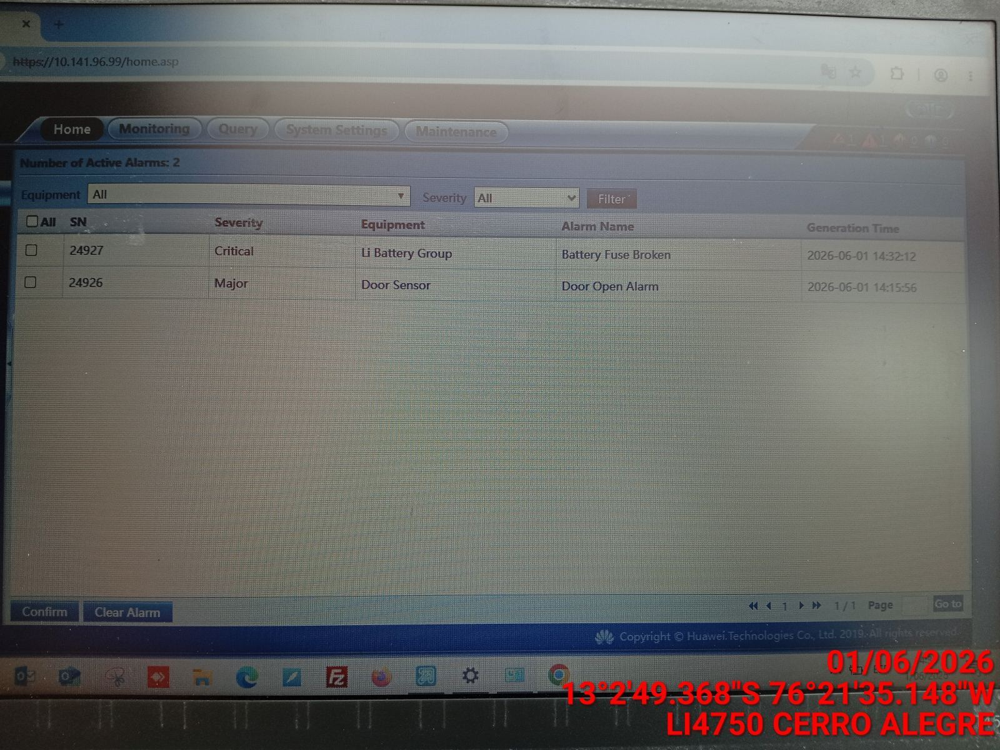 https://10.141.96.99/home.asp
Home Monitoring Query System Settings Maintenance
1 1 0 0
Number of Active Alarms: 2
Equipment All Severity All Filter
All SN Severity Equipment Alarm Name Generation Time
24927 Critical Li Battery Group Battery Fuse Broken 2026-06-01 14:32:12
24926 Major Door Sensor Door Open Alarm 2026-06-01 14:15:56
Confirm Clear Alarm 1 1 / 1 Page Go to
Copyright © Huawei Technologies Co., Ltd. 2019. All rights reserved.
01/06/2026
13°2'49.368"S 76°21'35.148"W
LI4750 CERRO ALEGRE